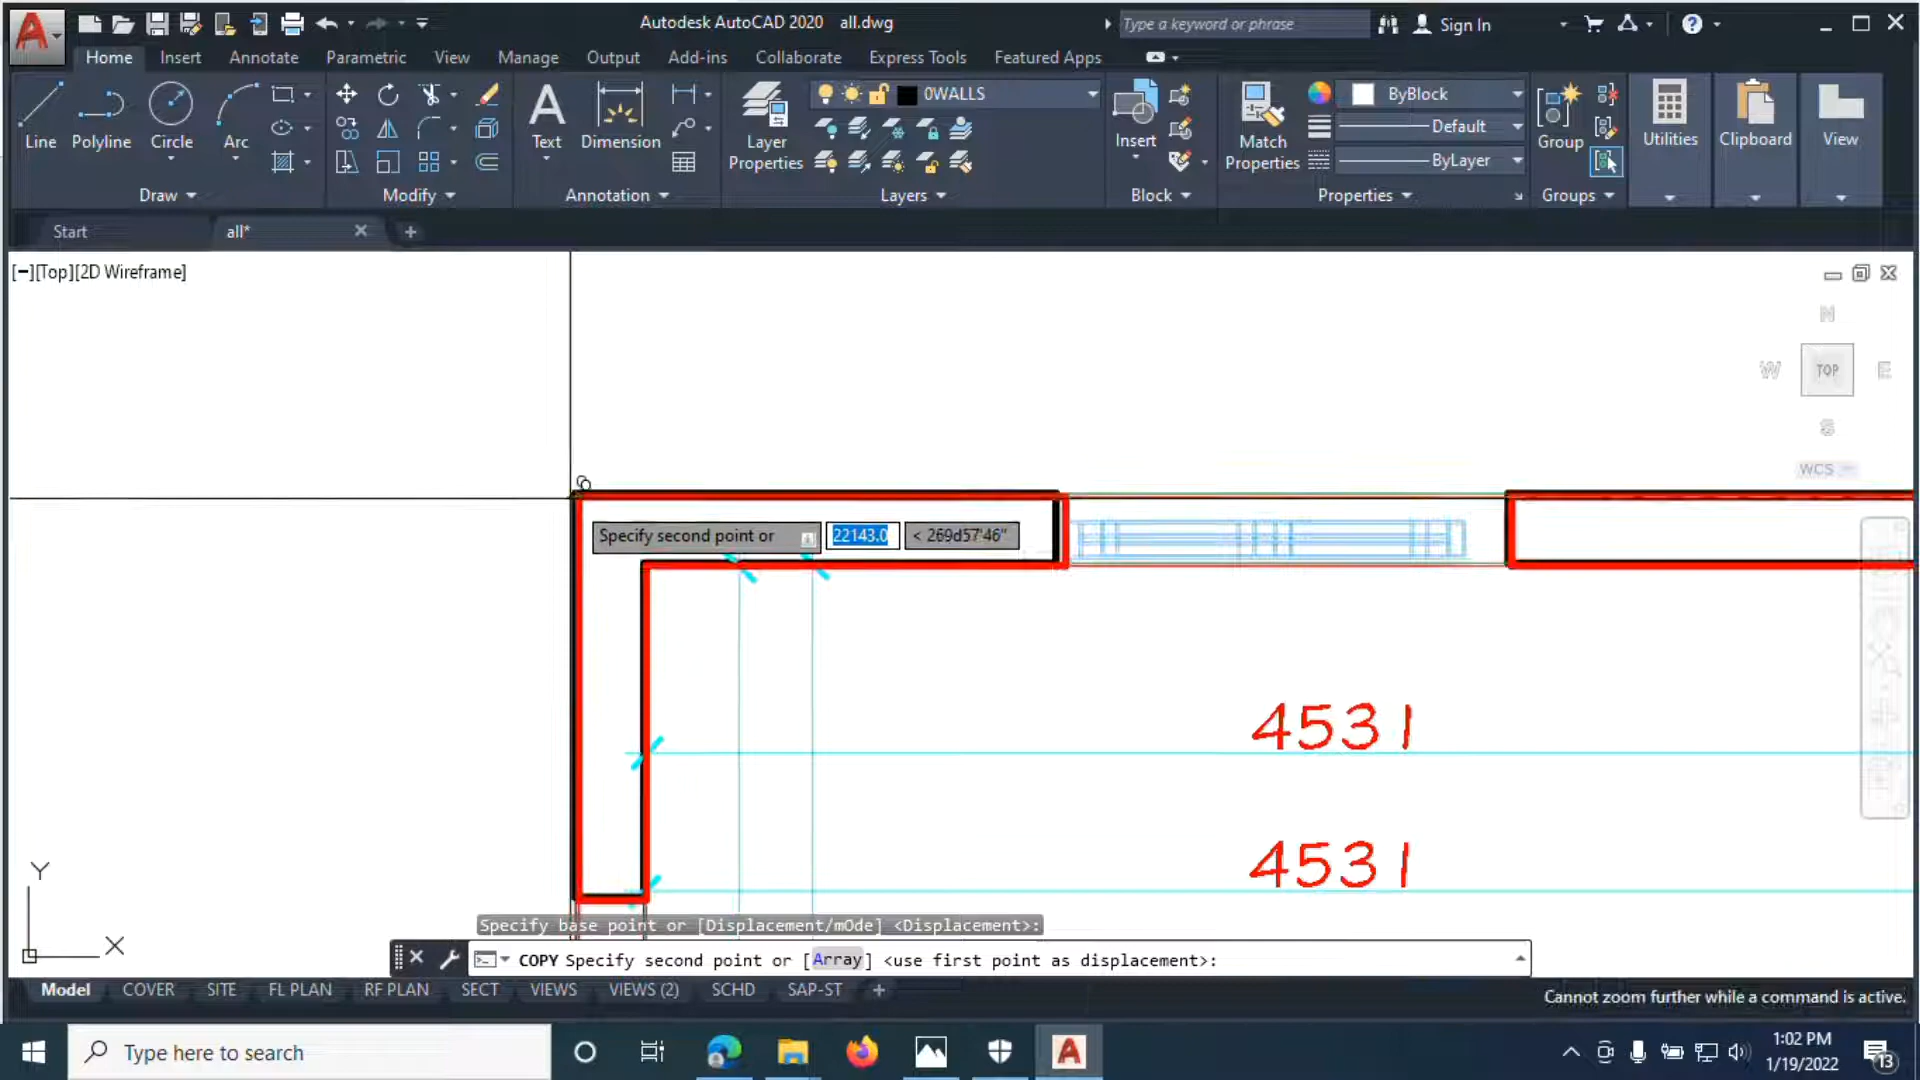 Autodesk AutoCAD 2020 all.dwg
Type a keyword or phrase
Sign In
Home Insert Annotate Parametric View Manage Output Add-ins Collaborate Express Tools Featured Apps
0WALLS
ByBlock
Default
ByLayer
Line Polyline Circle Arc
Text Dimension
Layer Properties
Insert
Match Properties
Group
Utilities Clipboard View
Draw Modify Annotation Layers Block Properties Groups
Start all*
[−][Top][2D Wireframe]
N
W TOP E
S
WCS
Specify second point or 22143.0 < 269d57'46"
4531
4531
Y
X
Specify base point or [Displacement/mOde] <Displacement>:
COPY Specify second point or [Array] <use first point as displacement>:
Model COVER SITE FL PLAN RF PLAN SECT VIEWS VIEWS (2) SCHD SAP-ST
Cannot zoom further while a command is active.
Type here to search
1:02 PM
1/19/2022
13